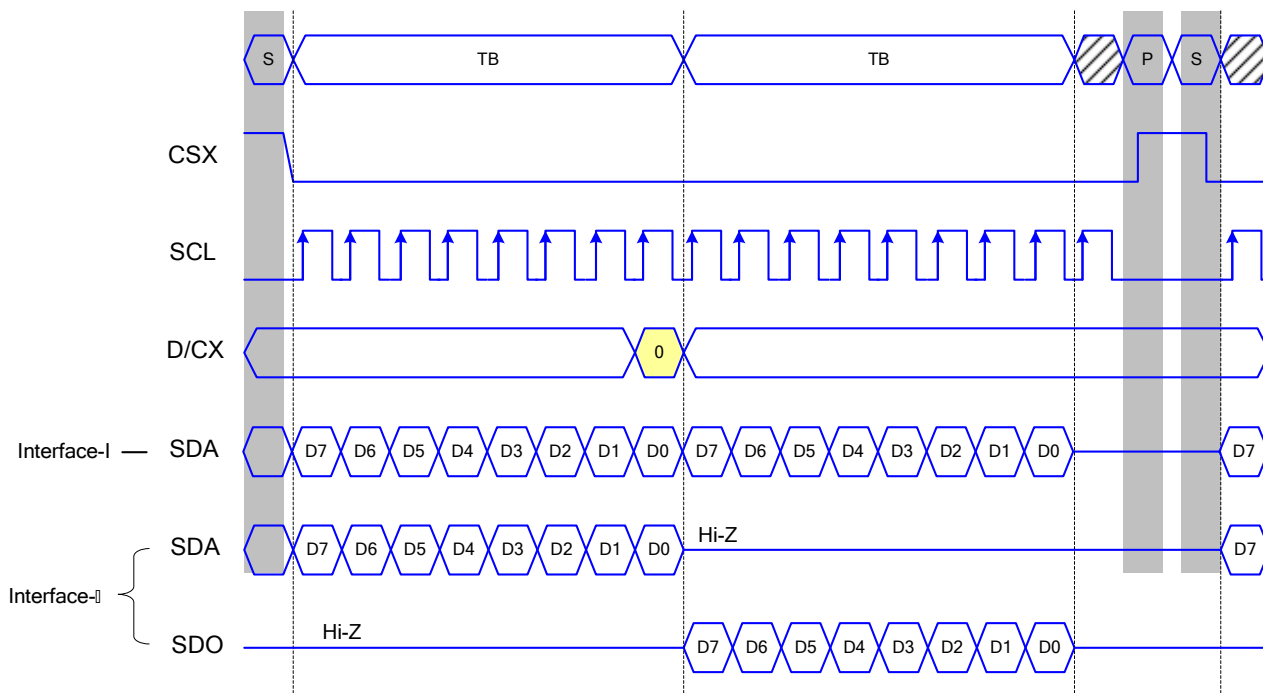 S TB TB P S
CSX
SCL
D/CX 0
Interface-I SDA D7 D6 D5 D4 D3 D2 D1 D0 D7 D6 D5 D4 D3 D2 D1 D0 D7
SDA D7 D6 D5 D4 D3 D2 D1 D0 Hi-Z D7
Interface-▯
SDO Hi-Z D7 D6 D5 D4 D3 D2 D1 D0